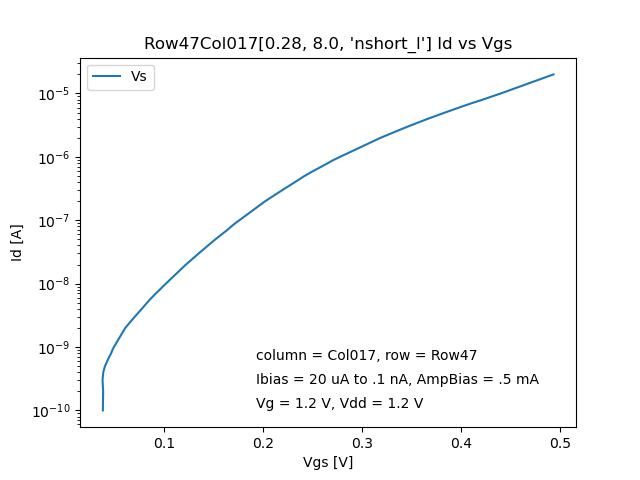 Row47Col017[0.28, 8.0, 'nshort_l'] Id vs Vgs
Vs
10⁻⁵
10⁻⁶
10⁻⁷
10⁻⁸
10⁻⁹
10⁻¹⁰
Id [A]
column = Col017, row = Row47
Ibias = 20 uA to .1 nA, AmpBias = .5 mA
Vg = 1.2 V, Vdd = 1.2 V
0.1 0.2 0.3 0.4 0.5
Vgs [V]